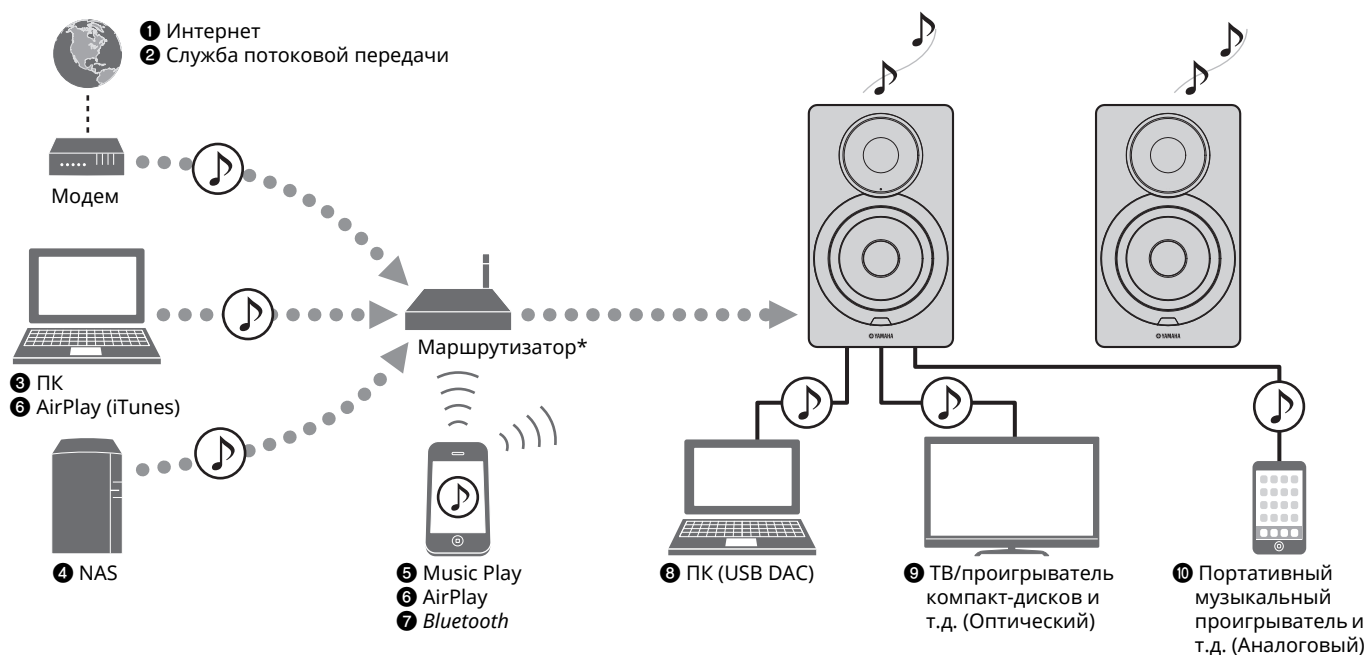 ❶ Интернет
❷ Служба потоковой передачи
Модем
Маршрутизатор*
❸ ПК
❻ AirPlay (iTunes)
❹ NAS
❺ Music Play
❻ AirPlay
❼ Bluetooth
YAMAHA
YAMAHA
❽ ПК (USB DAC)
❾ ТВ/проигрыватель
компакт-дисков и
т.д. (Оптический)
❿ Портативный
музыкальный
проигрыватель и
т.д. (Аналоговый)